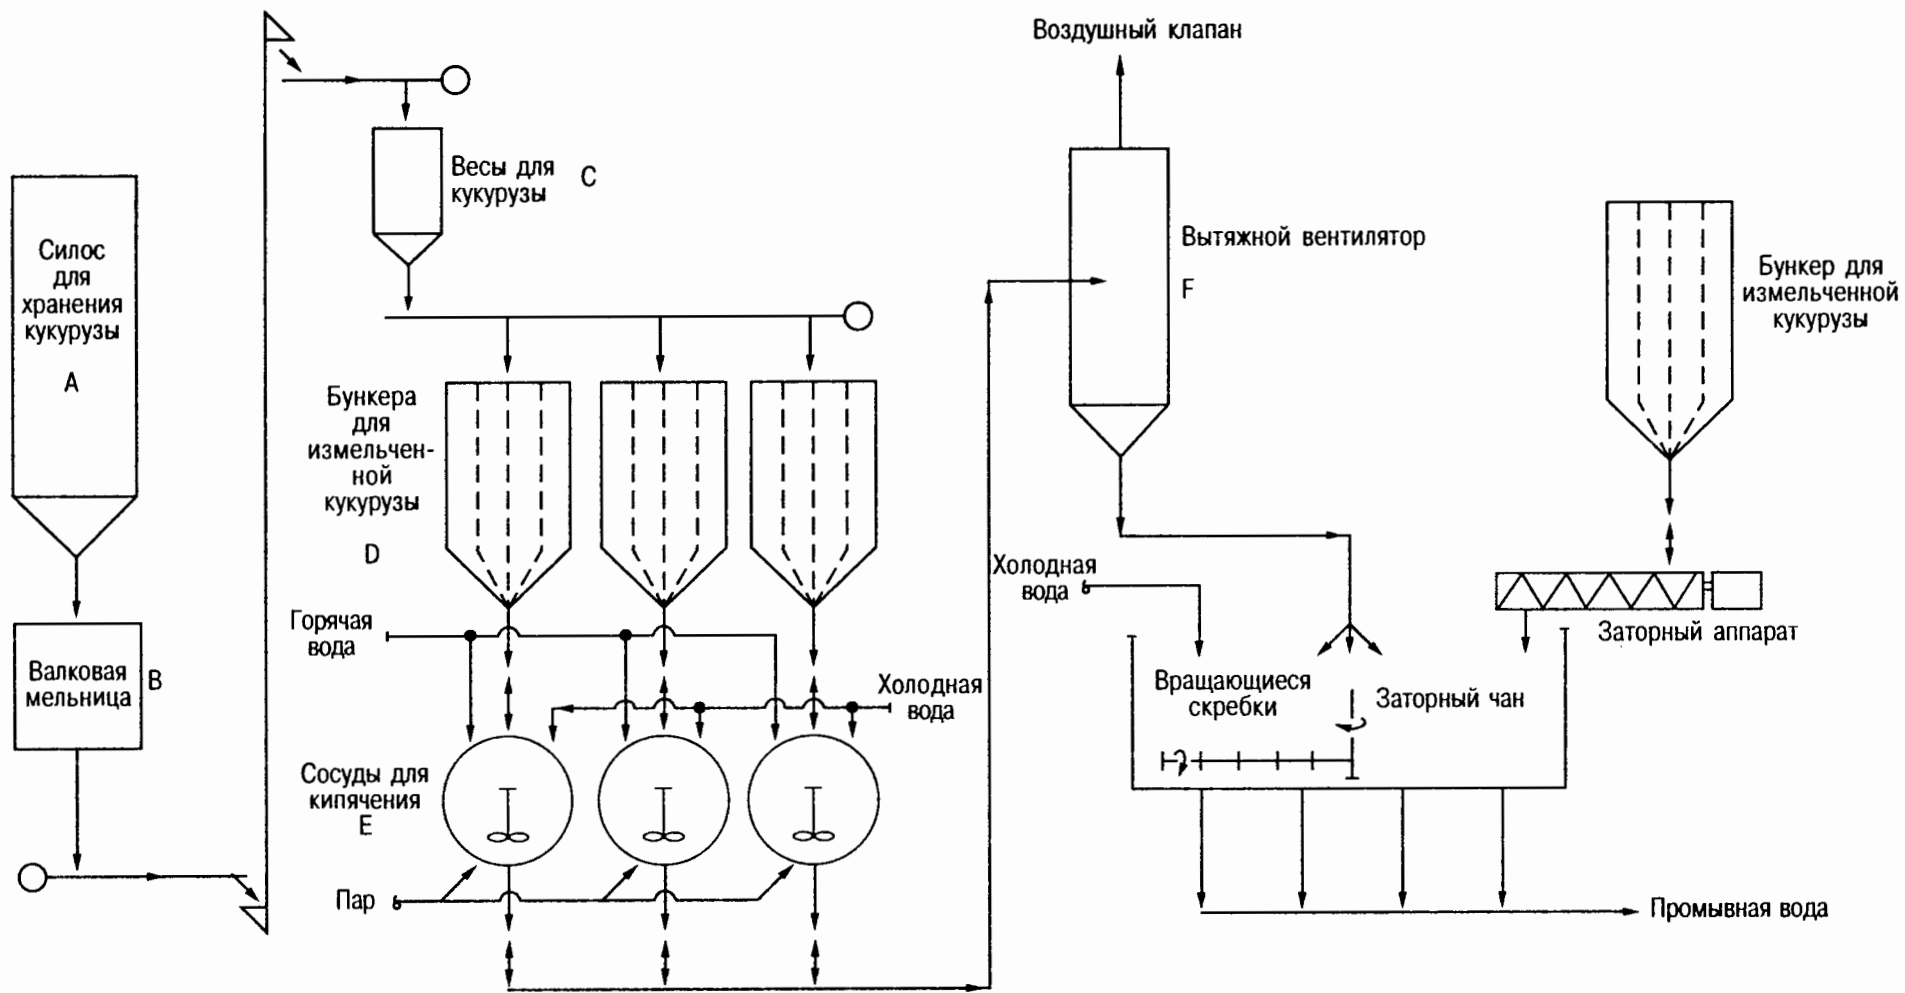 Воздушный клапан
Весы для
кукурузы
C
Силос
для
хранения
кукурузы
A
Вытяжной вентилятор
F
Бункер для
измельченной
кукурузы
Бункера
для
измельчен-
ной
кукурузы
D
Холодная
вода
Горячая
вода
Заторный аппарат
Валковая
мельница
B
Холодная
вода
Вращающиеся
скребки
Заторный чан
Сосуды для
кипячения
E
Пар
Промывная вода